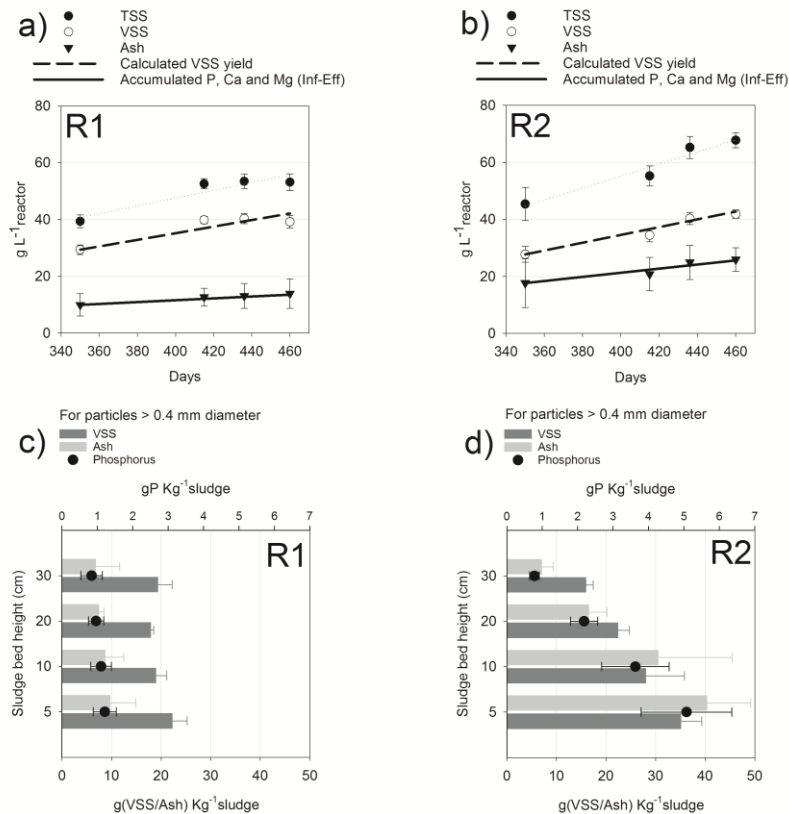 a)
TSS
VSS
Ash
Calculated VSS yield
Accumulated P, Ca and Mg (Inf-Eff)
R1
80
60
40
20
0
g L⁻¹reactor
340 360 380 400 420 440 460
Days
b)
TSS
VSS
Ash
Calculated VSS yield
Accumulated P, Ca and Mg (Inf-Eff)
R2
80
60
40
20
0
g L⁻¹reactor
340 360 380 400 420 440 460
Days
c)
For particles > 0.4 mm diameter
VSS
Ash
Phosphorus
gP Kg⁻¹sludge
0 1 2 3 4 5 6 7
R1
30
20
10
5
Sludge bed height (cm)
0 10 20 30 40 50
g(VSS/Ash) Kg⁻¹sludge
d)
For particles > 0.4 mm diameter
VSS
Ash
Phosphorus
gP Kg⁻¹sludge
0 1 2 3 4 5 6 7
R2
30
20
10
5
Sludge bed height (cm)
0 10 20 30 40 50
g(VSS/Ash) Kg⁻¹sludge